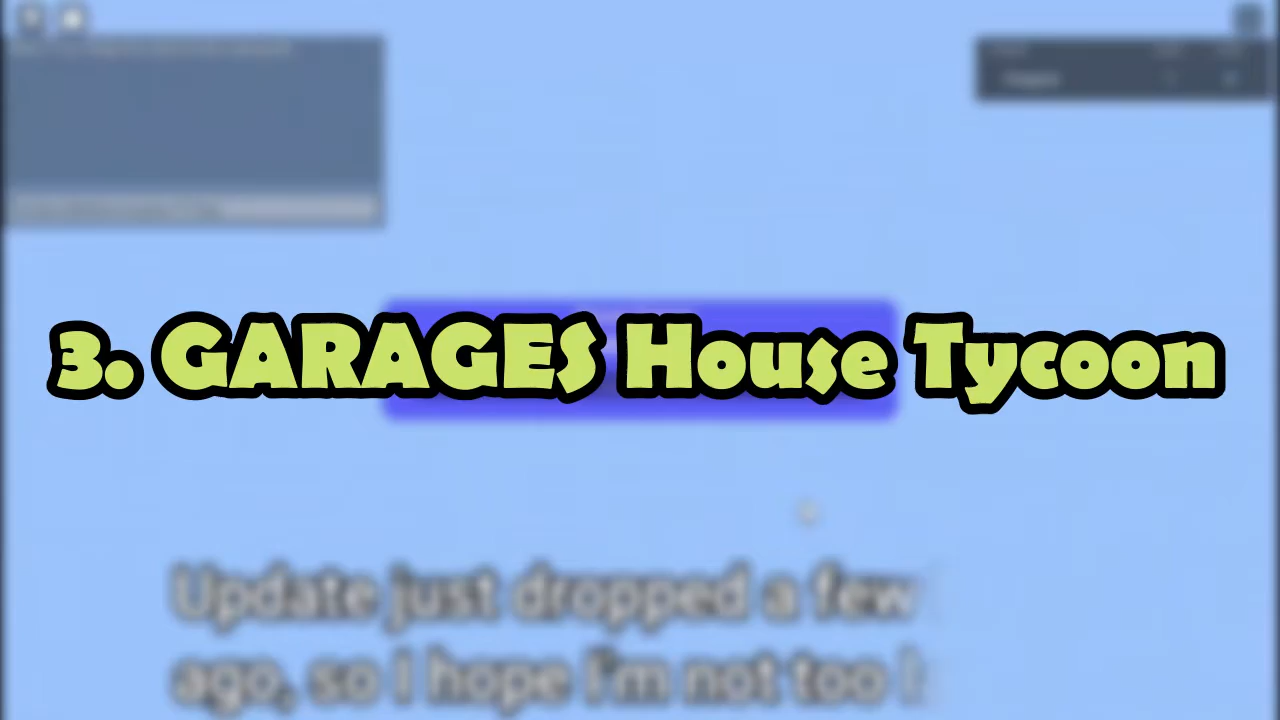 3. GARAGES House Tycoon
Update just dropped a few
ago, so I hope I'm not too